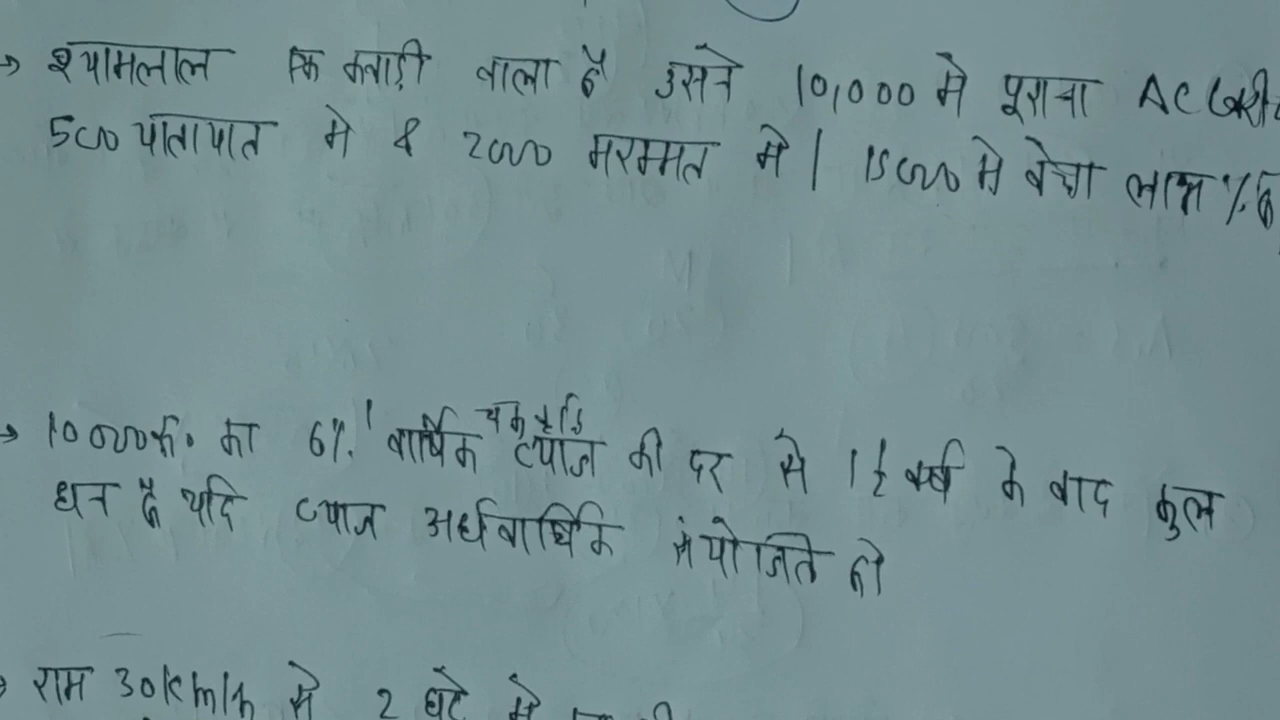 → श्यामलाल एक कबाड़ी वाला है उसने 10,000 मे पूराना AC
500 यातायात मे & 2000 मरम्मत मे | 15000 मे बेचा लाभ %
→ 10000रू. का 6% वार्षिक चक्रवृद्धि ब्याज की दर से 1½ वर्ष के बाद कुल
धन है यदि ब्याज अर्धवार्षिक संयोजित हो
→ राम 30km/h से 2 घंटे मे